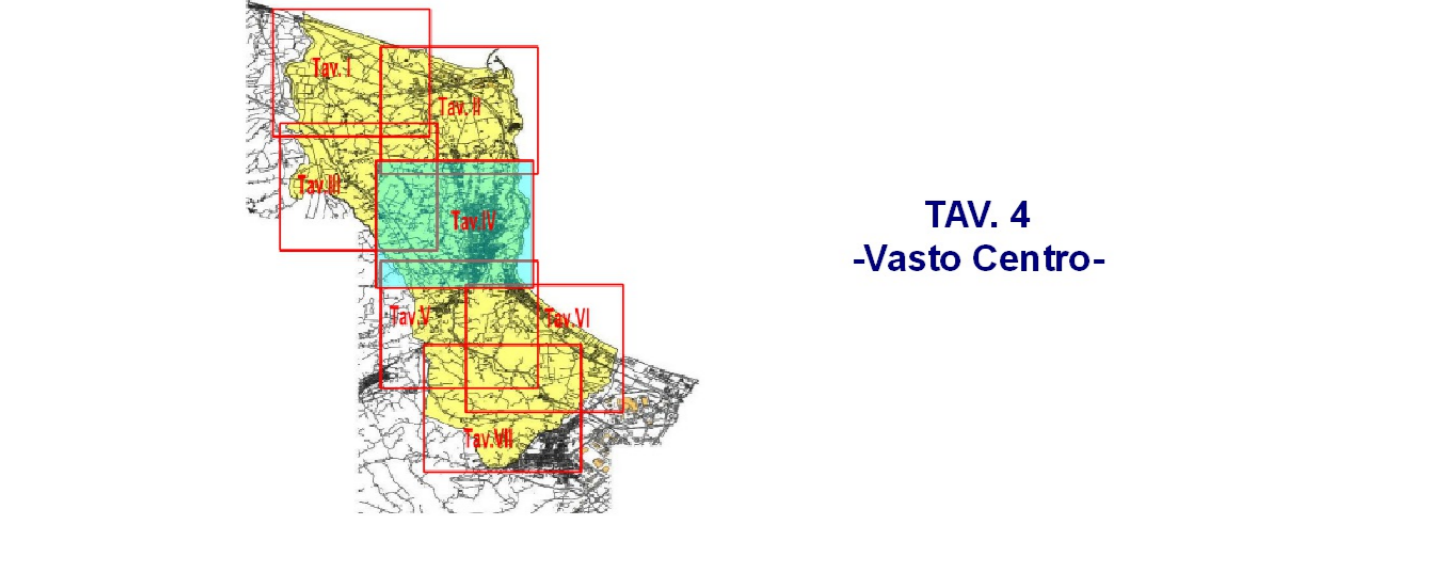 Tav. I
Tav. II
Tav.III
Tav.IV
Tav.V
Tav.VI
Tav.VII
TAV. 4
-Vasto Centro-